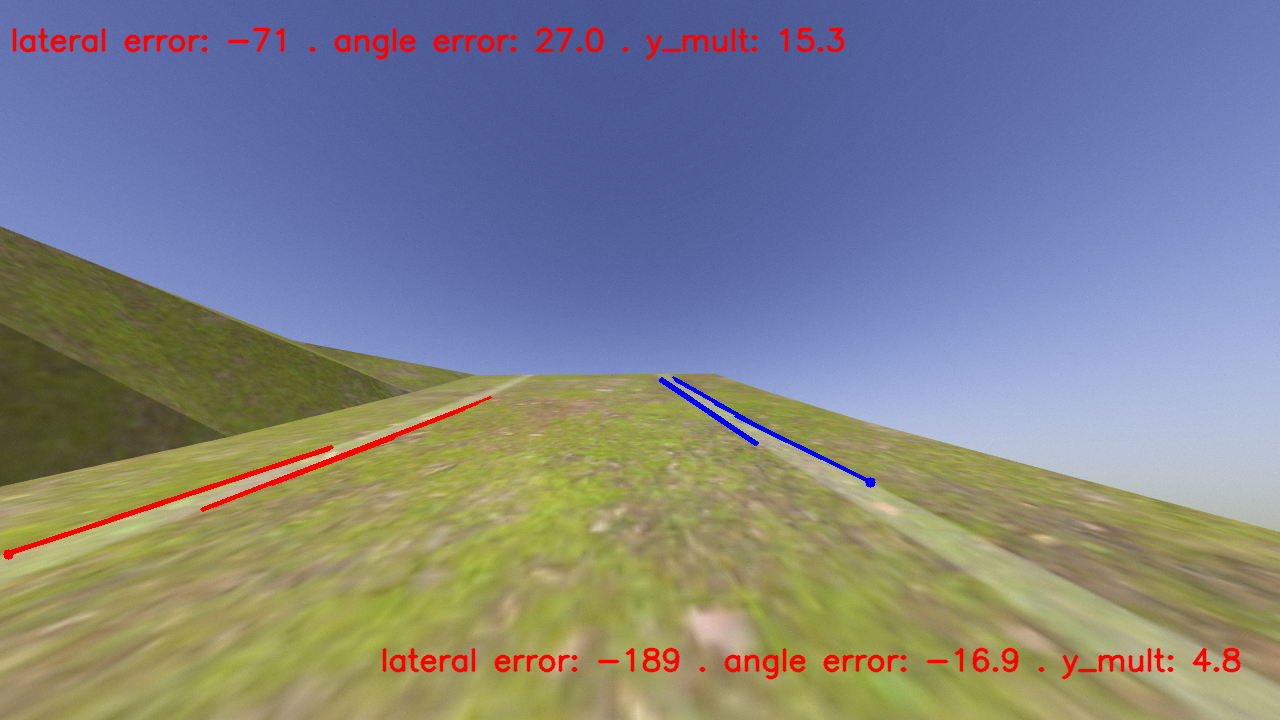 lateral error: -71 . angle error: 27.0 . y_mult: 15.3
lateral error: -189 . angle error: -16.9 . y_mult: 4.8